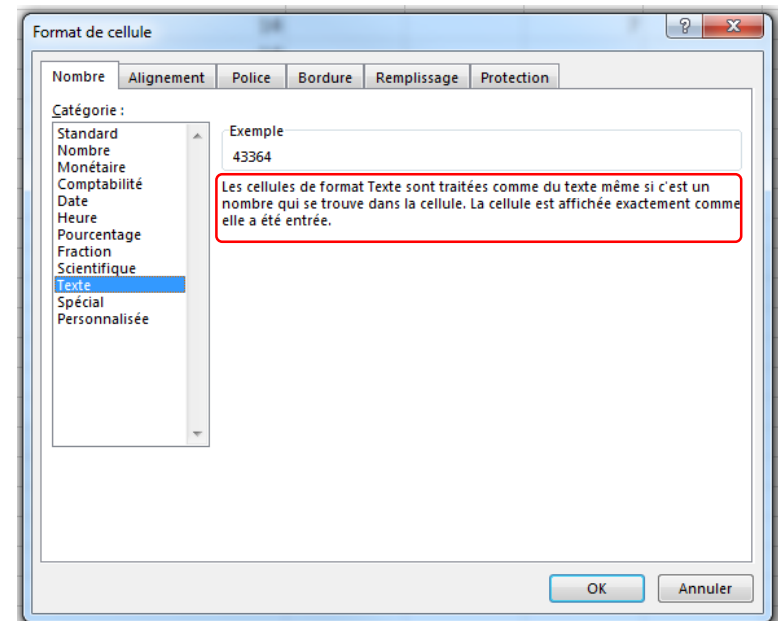 Format de cellule
Nombre Alignement Police Bordure Remplissage Protection
Catégorie :
Standard
Nombre
Monétaire
Comptabilité
Date
Heure
Pourcentage
Fraction
Scientifique
Texte
Spécial
Personnalisée
Exemple
43364
Les cellules de format Texte sont traitées comme du texte même si c'est un
nombre qui se trouve dans la cellule. La cellule est affichée exactement comme
elle a été entrée.
OK Annuler